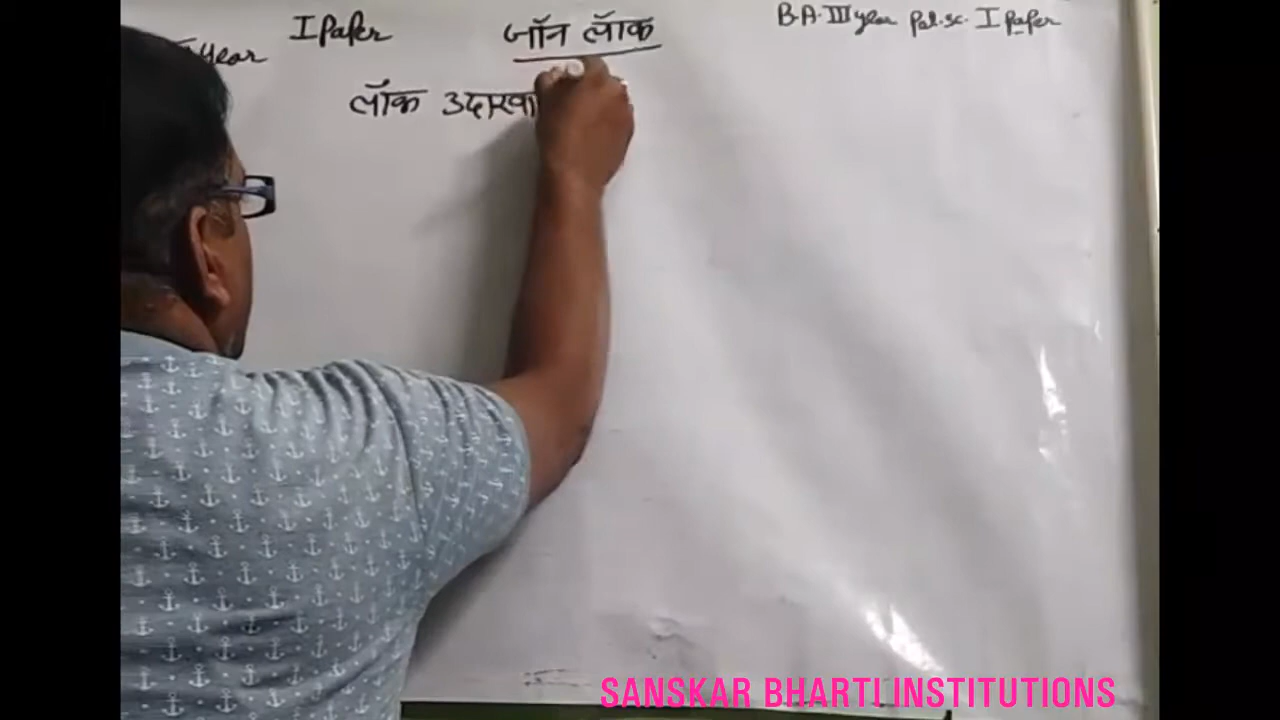 I Paper
जॉन लॉक
B.A. III year Pol.sc. I Paper
year
लॉक उदारवा
SANSKAR BHARTI INSTITUTIONS